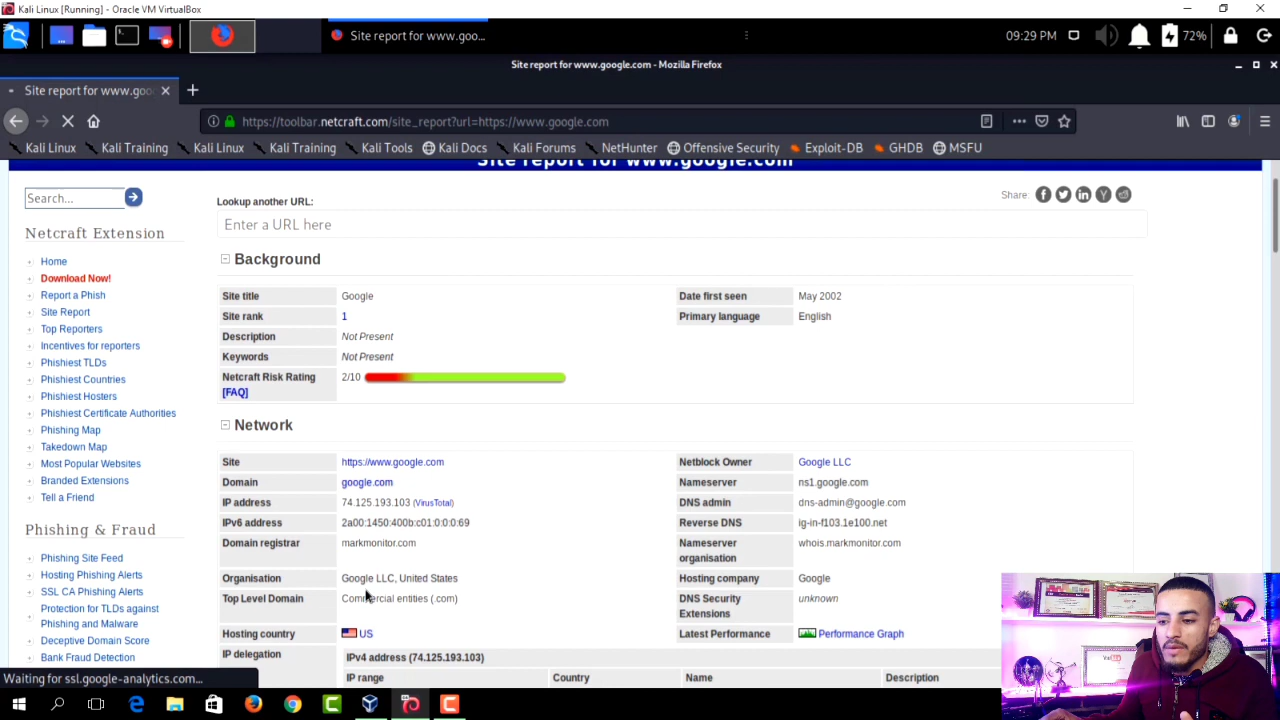 Kali Linux [Running] - Oracle VM VirtualBox
Site report for www.goo...
09:29 PM
72%
Site report for www.google.com - Mozilla Firefox
Site report for www.goo
https://toolbar.netcraft.com/site_report?url=https://www.google.com
Kali Linux
Kali Training
Kali Linux
Kali Training
Kali Tools
Kali Docs
Kali Forums
NetHunter
Offensive Security
Exploit-DB
GHDB
MSFU
Site report for www.google.com
Search...
Netcraft Extension
Home
Download Now!
Report a Phish
Site Report
Top Reporters
Incentives for reporters
Phishiest TLDs
Phishiest Countries
Phishiest Hosters
Phishiest Certificate Authorities
Phishing Map
Takedown Map
Most Popular Websites
Branded Extensions
Tell a Friend
Phishing & Fraud
Phishing Site Feed
Hosting Phishing Alerts
SSL CA Phishing Alerts
Protection for TLDs against
Phishing and Malware
Deceptive Domain Score
Bank Fraud Detection
Lookup another URL:
Share:
Enter a URL here
Background
Site title Google
Date first seen May 2002
Site rank 1
Primary language English
Description Not Present
Keywords Not Present
Netcraft Risk Rating 2/10
[FAQ]
Network
Site https://www.google.com
Netblock Owner Google LLC
Domain google.com
Nameserver ns1.google.com
IP address 74.125.193.103 (VirusTotal)
DNS admin dns-admin@google.com
IPv6 address 2a00:1450:400b:c01:0:0:0:69
Reverse DNS ig-in-f103.1e100.net
Domain registrar markmonitor.com
Nameserver whois.markmonitor.com
organisation
Organisation Google LLC, United States
Hosting company Google
Top Level Domain Commercial entities (.com)
DNS Security unknown
Extensions
Hosting country US
Latest Performance Performance Graph
IP delegation
IPv4 address (74.125.193.103)
IP range Country Name Description
Waiting for ssl.google-analytics.com...